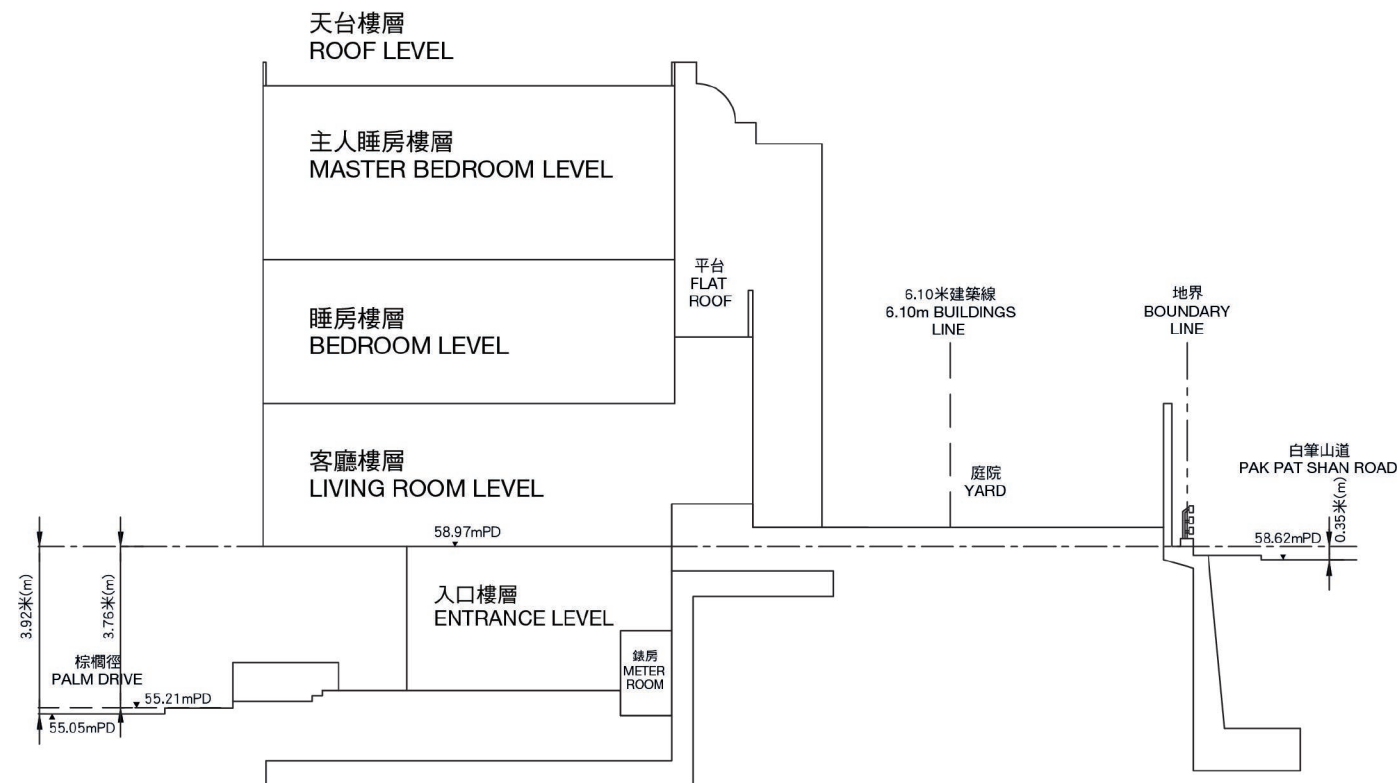 天台樓層
ROOF LEVEL
主人睡房樓層
MASTER BEDROOM LEVEL
平台
FLAT
ROOF
睡房樓層
BEDROOM LEVEL
6.10米建築線
6.10m BUILDINGS
LINE
地界
BOUNDARY
LINE
客廳樓層
LIVING ROOM LEVEL
庭院
YARD
白筆山道
PAK PAT SHAN ROAD
58.97mPD
58.62mPD
0.35米(m)
3.92米(m)
3.76米(m)
入口樓層
ENTRANCE LEVEL
錶房
METER
ROOM
棕櫚徑
PALM DRIVE
55.21mPD
55.05mPD